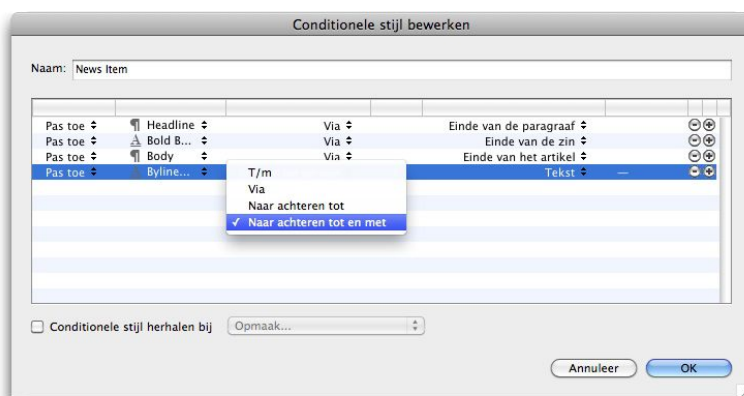 Conditionele stijl bewerken
Naam: News Item
Pas toe ¶ Headline Via Einde van de paragraaf
Pas toe A Bold B... Via Einde van de zin
Pas toe ¶ Body Via Einde van het artikel
Pas toe A Byline... Tekst —
T/m
Via
Naar achteren tot
✓ Naar achteren tot en met
Conditionele stijl herhalen bij Opmaak...
Annuleer OK